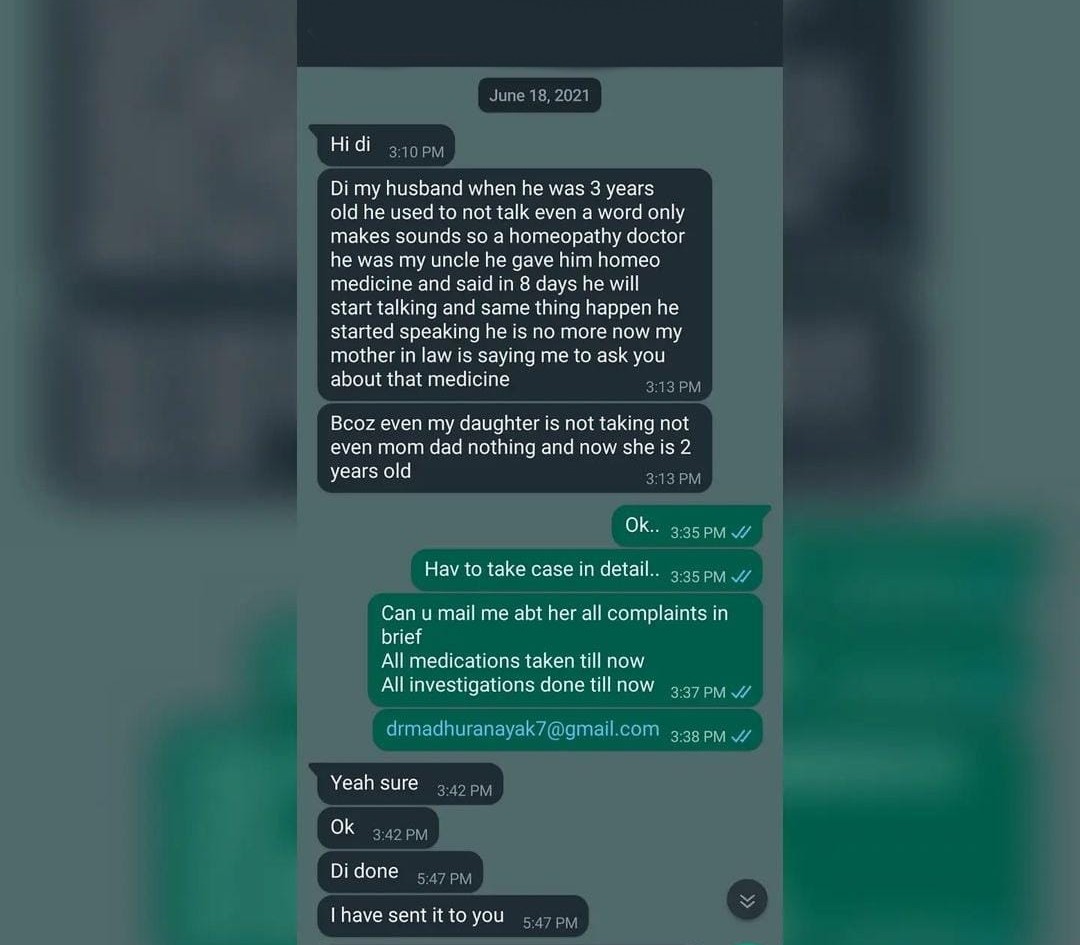 June 18, 2021
Hi di 3:10 PM
Di my husband when he was 3 years
old he used to not talk even a word only
makes sounds so a homeopathy doctor
he was my uncle he gave him homeo
medicine and said in 8 days he will
start talking and same thing happen he
started speaking he is no more now my
mother in law is saying me to ask you
about that medicine 3:13 PM
Bcoz even my daughter is not taking not
even mom dad nothing and now she is 2
years old 3:13 PM
Ok.. 3:35 PM
Hav to take case in detail.. 3:35 PM
Can u mail me abt her all complaints in
brief
All medications taken till now
All investigations done till now 3:37 PM
drmadhuranayak7@gmail.com 3:38 PM
Yeah sure 3:42 PM
Ok 3:42 PM
Di done 5:47 PM
I have sent it to you 5:47 PM